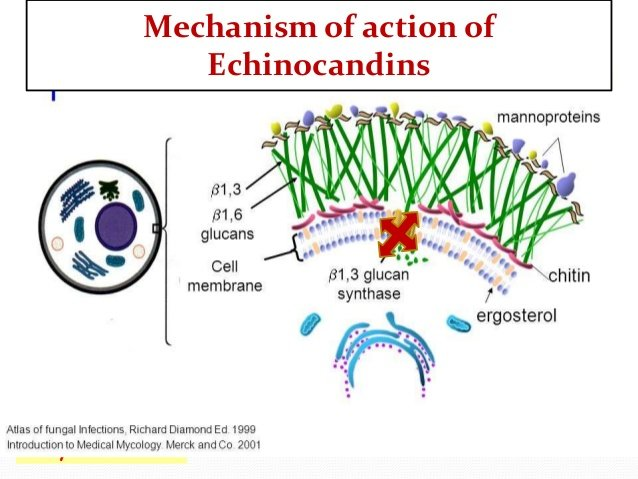 Mechanism of action of
Echinocandins
mannoproteins
β1,3
β1,6
glucans
Cell
membrane
β1,3 glucan
synthase
chitin
ergosterol
Atlas of fungal Infections, Richard Diamond Ed. 1999
Introduction to Medical Mycology. Merck and Co. 2001